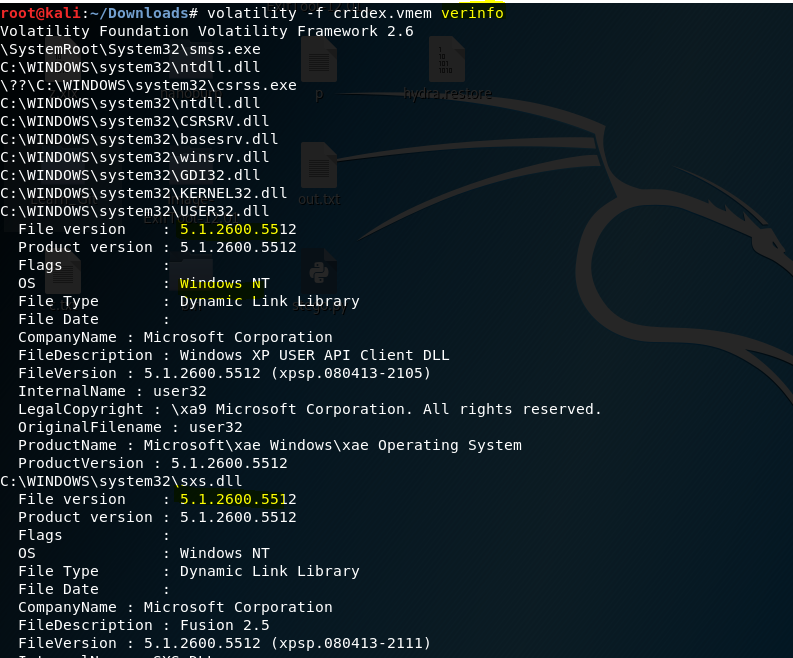 root@kali:~/Downloads# volatility -f cridex.vmem verinfo
Volatility Foundation Volatility Framework 2.6
\SystemRoot\System32\smss.exe
C:\WINDOWS\system32\ntdll.dll
\??\C:\WINDOWS\system32\csrss.exe
C:\WINDOWS\system32\ntdll.dll
C:\WINDOWS\system32\CSRSRV.dll
C:\WINDOWS\system32\basesrv.dll
C:\WINDOWS\system32\winsrv.dll
C:\WINDOWS\system32\GDI32.dll
C:\WINDOWS\system32\KERNEL32.dll
C:\WINDOWS\system32\USER32.dll
  File version    : 5.1.2600.5512
  Product version : 5.1.2600.5512
  Flags           :
  OS              : Windows NT
  File Type       : Dynamic Link Library
  File Date       :
  CompanyName : Microsoft Corporation
  FileDescription : Windows XP USER API Client DLL
  FileVersion : 5.1.2600.5512 (xpsp.080413-2105)
  InternalName : user32
  LegalCopyright : \xa9 Microsoft Corporation. All rights reserved.
  OriginalFilename : user32
  ProductName : Microsoft\xae Windows\xae Operating System
  ProductVersion : 5.1.2600.5512
C:\WINDOWS\system32\sxs.dll
  File version    : 5.1.2600.5512
  Product version : 5.1.2600.5512
  Flags           :
  OS              : Windows NT
  File Type       : Dynamic Link Library
  File Date       :
  CompanyName : Microsoft Corporation
  FileDescription : Fusion 2.5
  FileVersion : 5.1.2600.5512 (xpsp.080413-2111)
p
hydra.restore
out.txt
stego.py